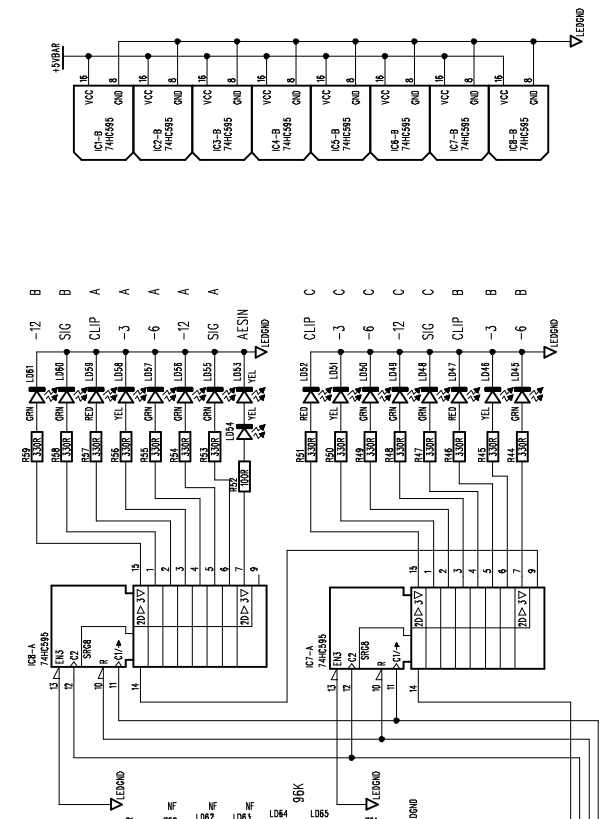 LEDGND
+5VBAR
16 8 16 8 16 8 16 8 16 8 16 8 16 8 16 8
VCC GND VCC GND VCC GND VCC GND VCC GND VCC GND VCC GND VCC GND
IC1-B 74HC595
IC2-B 74HC595
IC3-B 74HC595
IC4-B 74HC595
IC5-B 74HC595
IC6-B 74HC595
IC7-B 74HC595
IC8-B 74HC595
B B A A A A A
-12 SIG CLIP -3 -6 -12 SIG AESIN
LEDGND
C C C C C B B B
CLIP -3 -6 -12 SIG CLIP -3 -6
LEDGND
LD61 LD60 LD59 LD58 LD57 LD56 LD55 LD53
YEL
GRN GRN RED YEL GRN GRN GRN YEL
LD54
LD52 LD51 LD50 LD49 LD48 LD47 LD46 LD45
RED YEL GRN GRN GRN RED YEL GRN
R59 330R
R58 330R
R57 330R
R56 330R
R55 330R
R54 330R
R53 330R
R52 100R
R51 330R
R50 330R
R49 330R
R48 330R
R47 330R
R46 330R
R45 330R
R44 330R
15 1 2 3 4 5 6 7 9
15 1 2 3 4 5 6 7 9
IC8-A
74HC595
EN3
C2
SRG8
R
C1/→
2D 3
2D 3
13 12 10 11 14
IC7-A
74HC595
EN3
C2
SRG8
R
C1/→
2D 3
2D 3
13 12 10 11 14
LEDGND
96K
LEDGND
NF NF NF
LD62 LD63 LD64 LD65